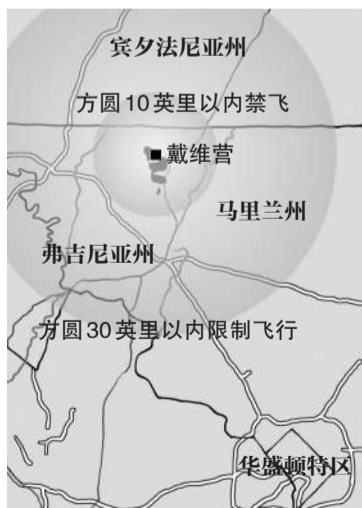 宾夕法尼亚州
方圆10英里以内禁飞
戴维营
马里兰州
弗吉尼亚州
方圆30英里以内限制飞行
华盛顿特区